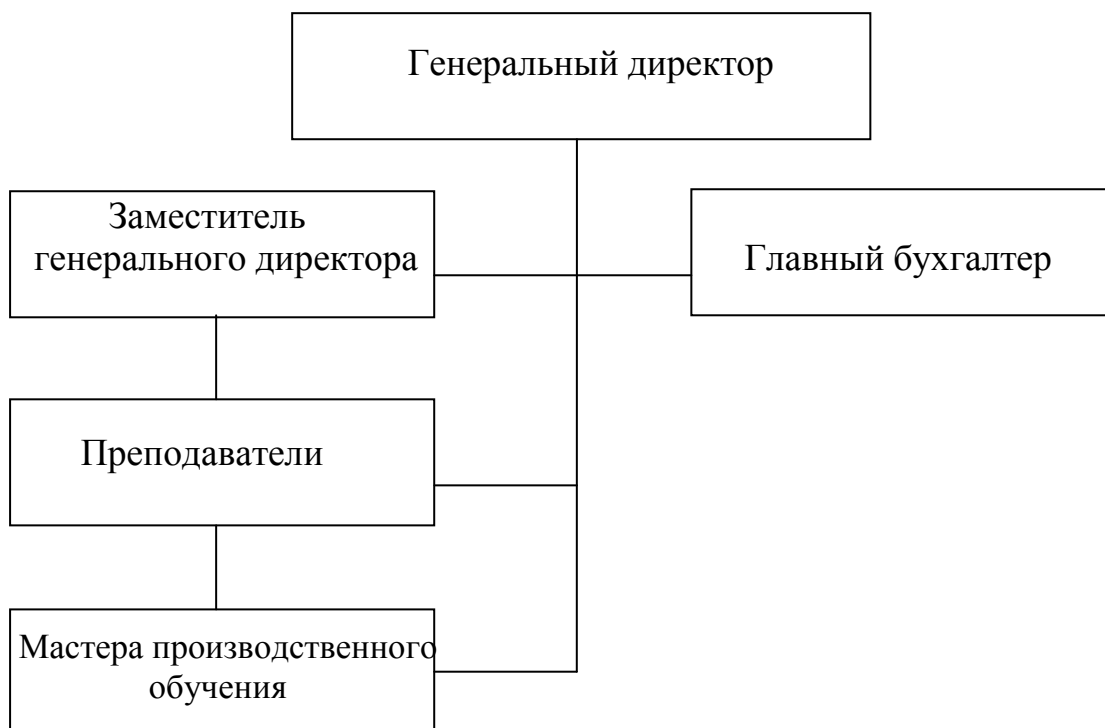 Генеральный директор
Заместитель
генерального директора
Главный бухгалтер
Преподаватели
Мастера производственного
обучения